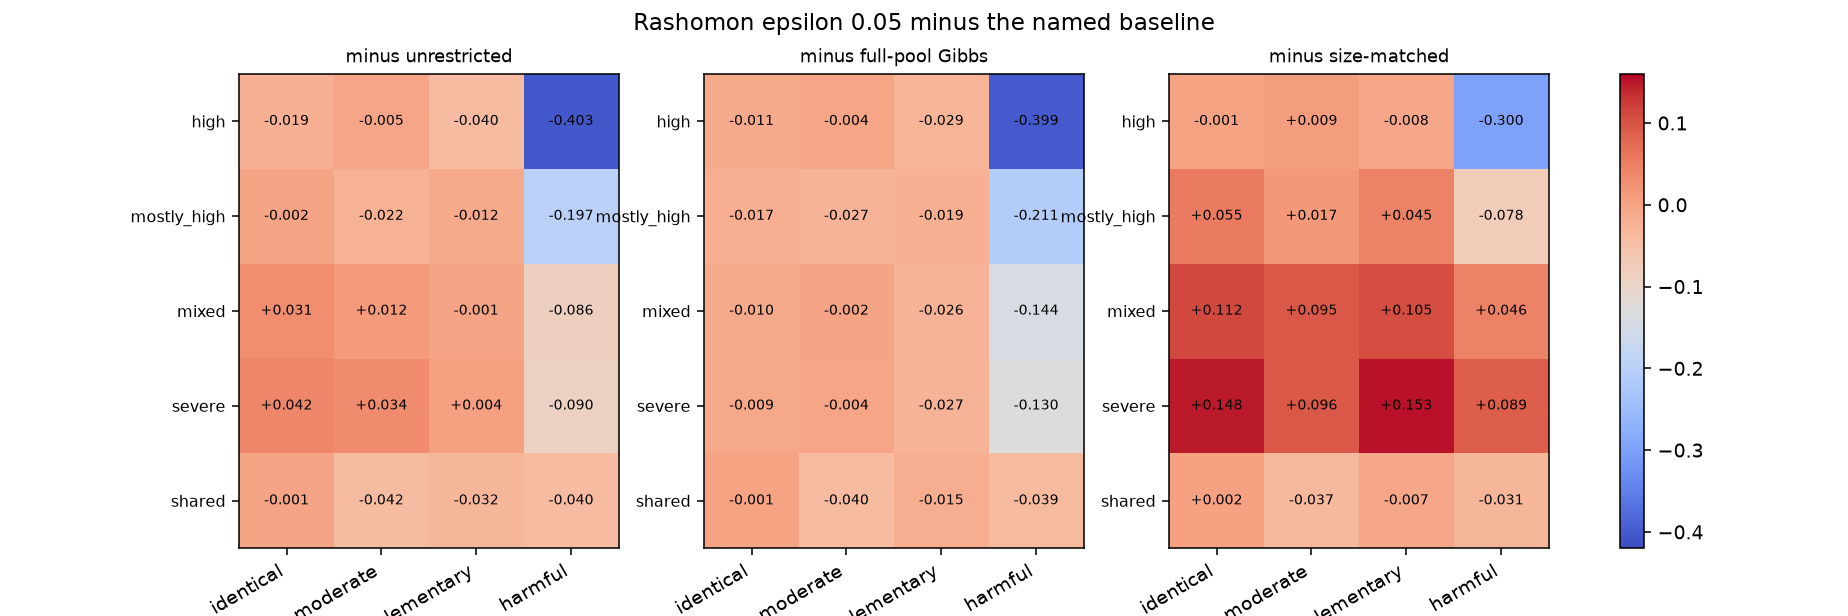 Rashomon epsilon 0.05 minus the named baseline
minus unrestricted
high -0.019 -0.005 -0.040 -0.403
mostly_high -0.002 -0.022 -0.012 -0.197
mixed +0.031 +0.012 -0.001 -0.086
severe +0.042 +0.034 +0.004 -0.090
shared -0.001 -0.042 -0.032 -0.040
identical moderate lementary harmful
minus full-pool Gibbs
high -0.011 -0.004 -0.029 -0.399
mostly_high -0.017 -0.027 -0.019 -0.211
mixed -0.010 -0.002 -0.026 -0.144
severe -0.009 -0.004 -0.027 -0.130
shared -0.001 -0.040 -0.015 -0.039
identical moderate lementary harmful
minus size-matched
high -0.001 +0.009 -0.008 -0.300
mostly_high +0.055 +0.017 +0.045 -0.078
mixed +0.112 +0.095 +0.105 +0.046
severe +0.148 +0.096 +0.153 +0.089
shared +0.002 -0.037 -0.007 -0.031
identical moderate lementary harmful
0.1
0.0
−0.1
−0.2
−0.3
−0.4